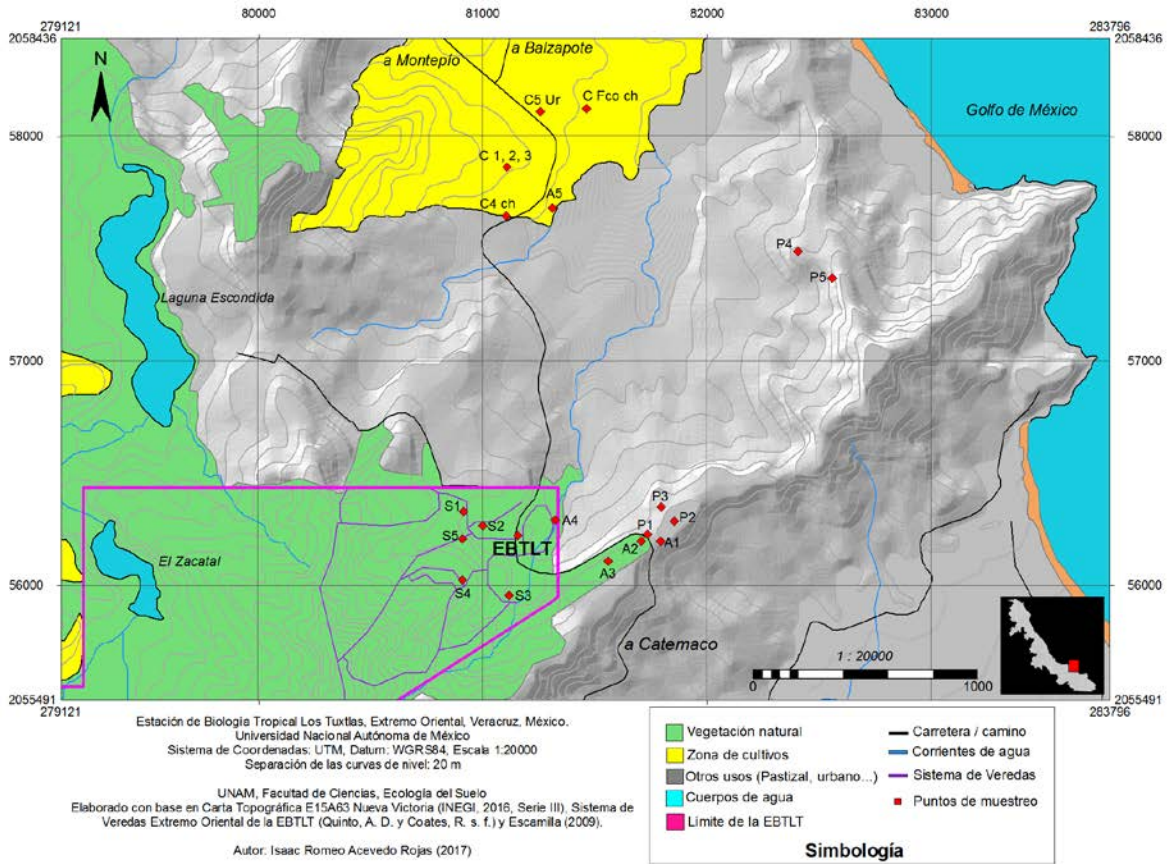 279121
80000
81000
82000
83000
283796
2058436
2058436
N
a Montepío
a Balzapote
C5 Ur
C Fco ch
Golfo de México
58000
58000
C 1, 2, 3
C4 ch
A5
P4
P5
Laguna Escondida
57000
57000
P3
S1
S2
A4
P2
P1
S5
EBTLT
A2
A1
El Zacatal
A3
56000
56000
S4
S3
a Catemaco
1 : 20000
0
1000
2055491
2055491
279121
80000
81000
82000
83000
283796
Estación de Biología Tropical Los Tuxtlas, Extremo Oriental, Veracruz, México.
Universidad Nacional Autónoma de México
Sistema de Coordenadas: UTM, Datum: WGRS84, Escala 1:20000
Separación de las curvas de nivel: 20 m
UNAM, Facultad de Ciencias, Ecología del Suelo
Elaborado con base en Carta Topográfica E15A63 Nueva Victoria (INEGI, 2016, Serie III), Sistema de
Veredas Extremo Oriental de la EBTLT (Quinto, A. D. y Coates, R. s. f.) y Escamilla (2009).
Autor: Isaac Romeo Acevedo Rojas (2017)
Vegetación natural
Carretera / camino
Zona de cultivos
Corrientes de agua
Otros usos (Pastizal, urbano...)
Sistema de Veredas
Cuerpos de agua
Puntos de muestreo
Limite de la EBTLT
Simbología